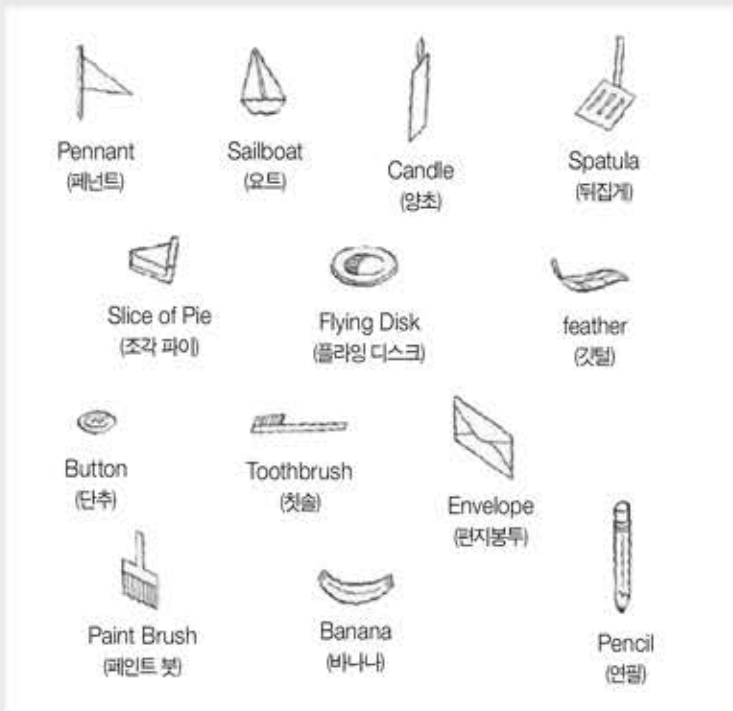 Pennant
(페넌트)
Sailboat
(요트)
Candle
(양초)
Spatula
(뒤집게)
Slice of Pie
(조각 파이)
Flying Disk
(플라잉 디스크)
feather
(깃털)
Button
(단추)
Toothbrush
(칫솔)
Envelope
(편지봉투)
Paint Brush
(페인트 붓)
Banana
(바나나)
Pencil
(연필)